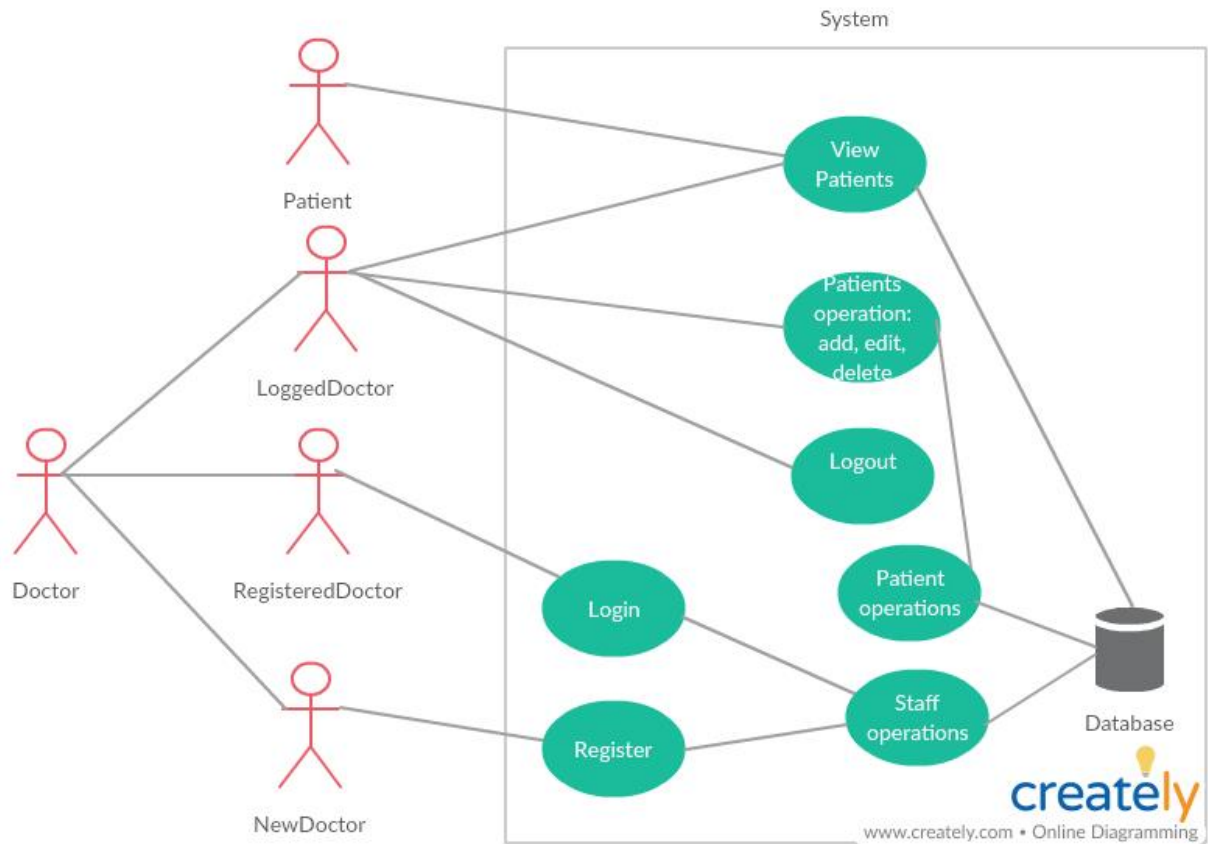 System
Patient
View
Patients
LoggedDoctor
Patients
operation:
add, edit,
delete
Logout
Doctor
RegisteredDoctor
Login
Patient
operations
NewDoctor
Register
Staff
operations
Database
creately
www.creately.com • Online Diagramming